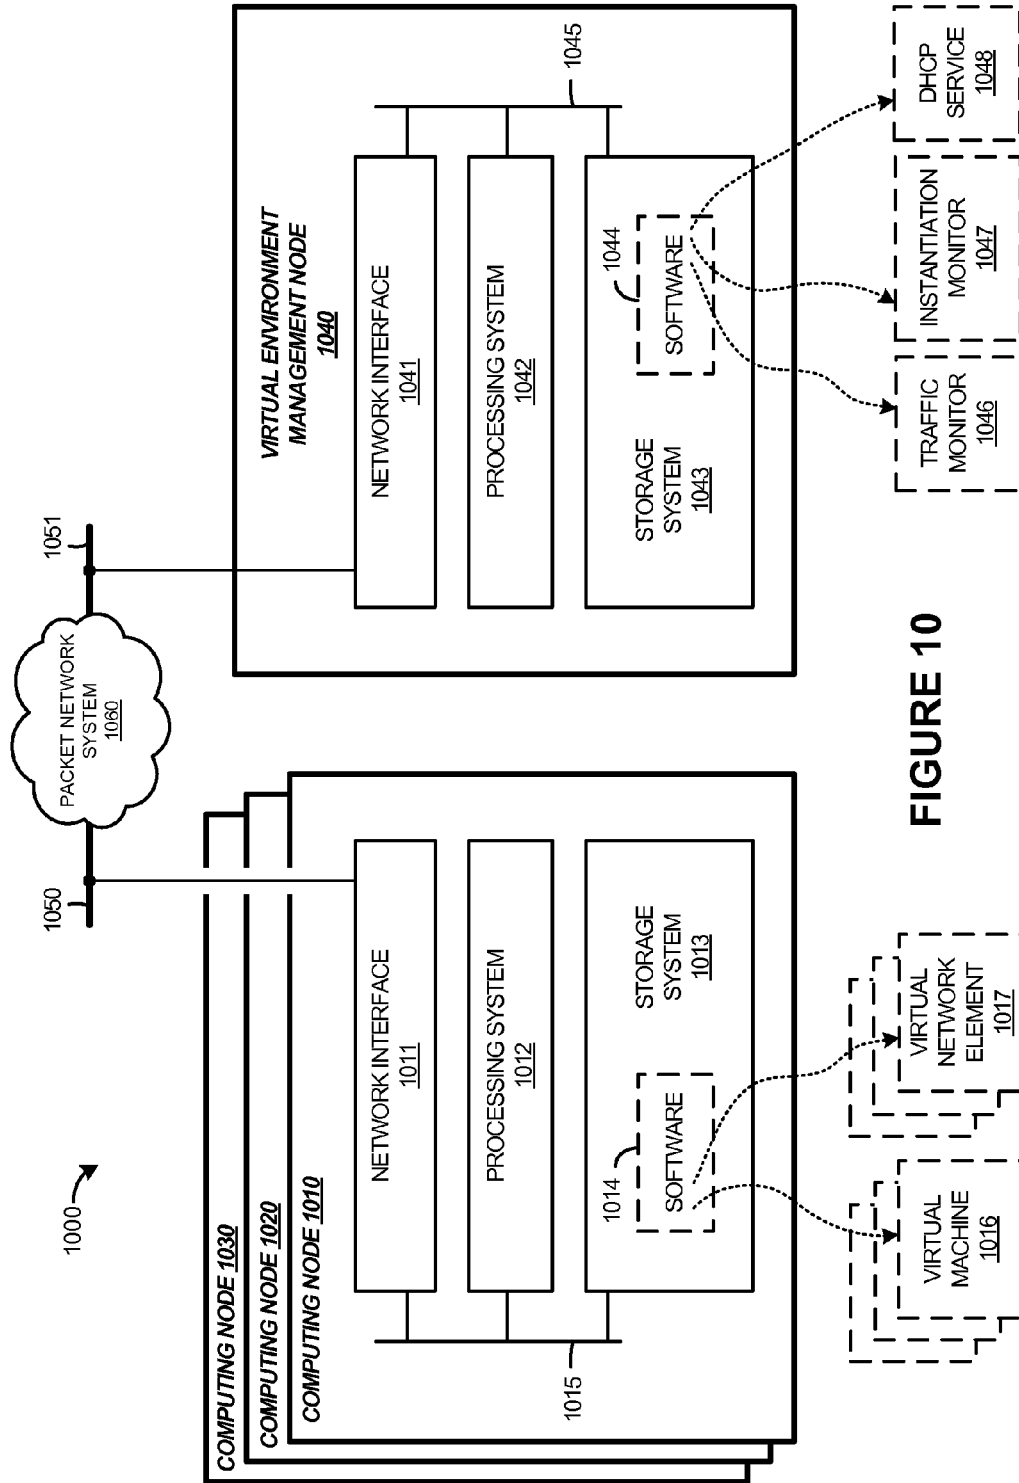 1000
PACKET NETWORK
SYSTEM
1060
1050
1051
COMPUTING NODE 1030
COMPUTING NODE 1020
COMPUTING NODE 1010
NETWORK INTERFACE
1011
PROCESSING SYSTEM
1012
STORAGE
SYSTEM
1013
1014
SOFTWARE
1015
VIRTUAL
MACHINE
1016
VIRTUAL
NETWORK
ELEMENT
1017
VIRTUAL ENVIRONMENT
MANAGEMENT NODE
1040
NETWORK INTERFACE
1041
PROCESSING SYSTEM
1042
STORAGE
SYSTEM
1043
1044
SOFTWARE
1045
TRAFFIC
MONITOR
1046
INSTANTIATION
MONITOR
1047
DHCP
SERVICE
1048
FIGURE 10